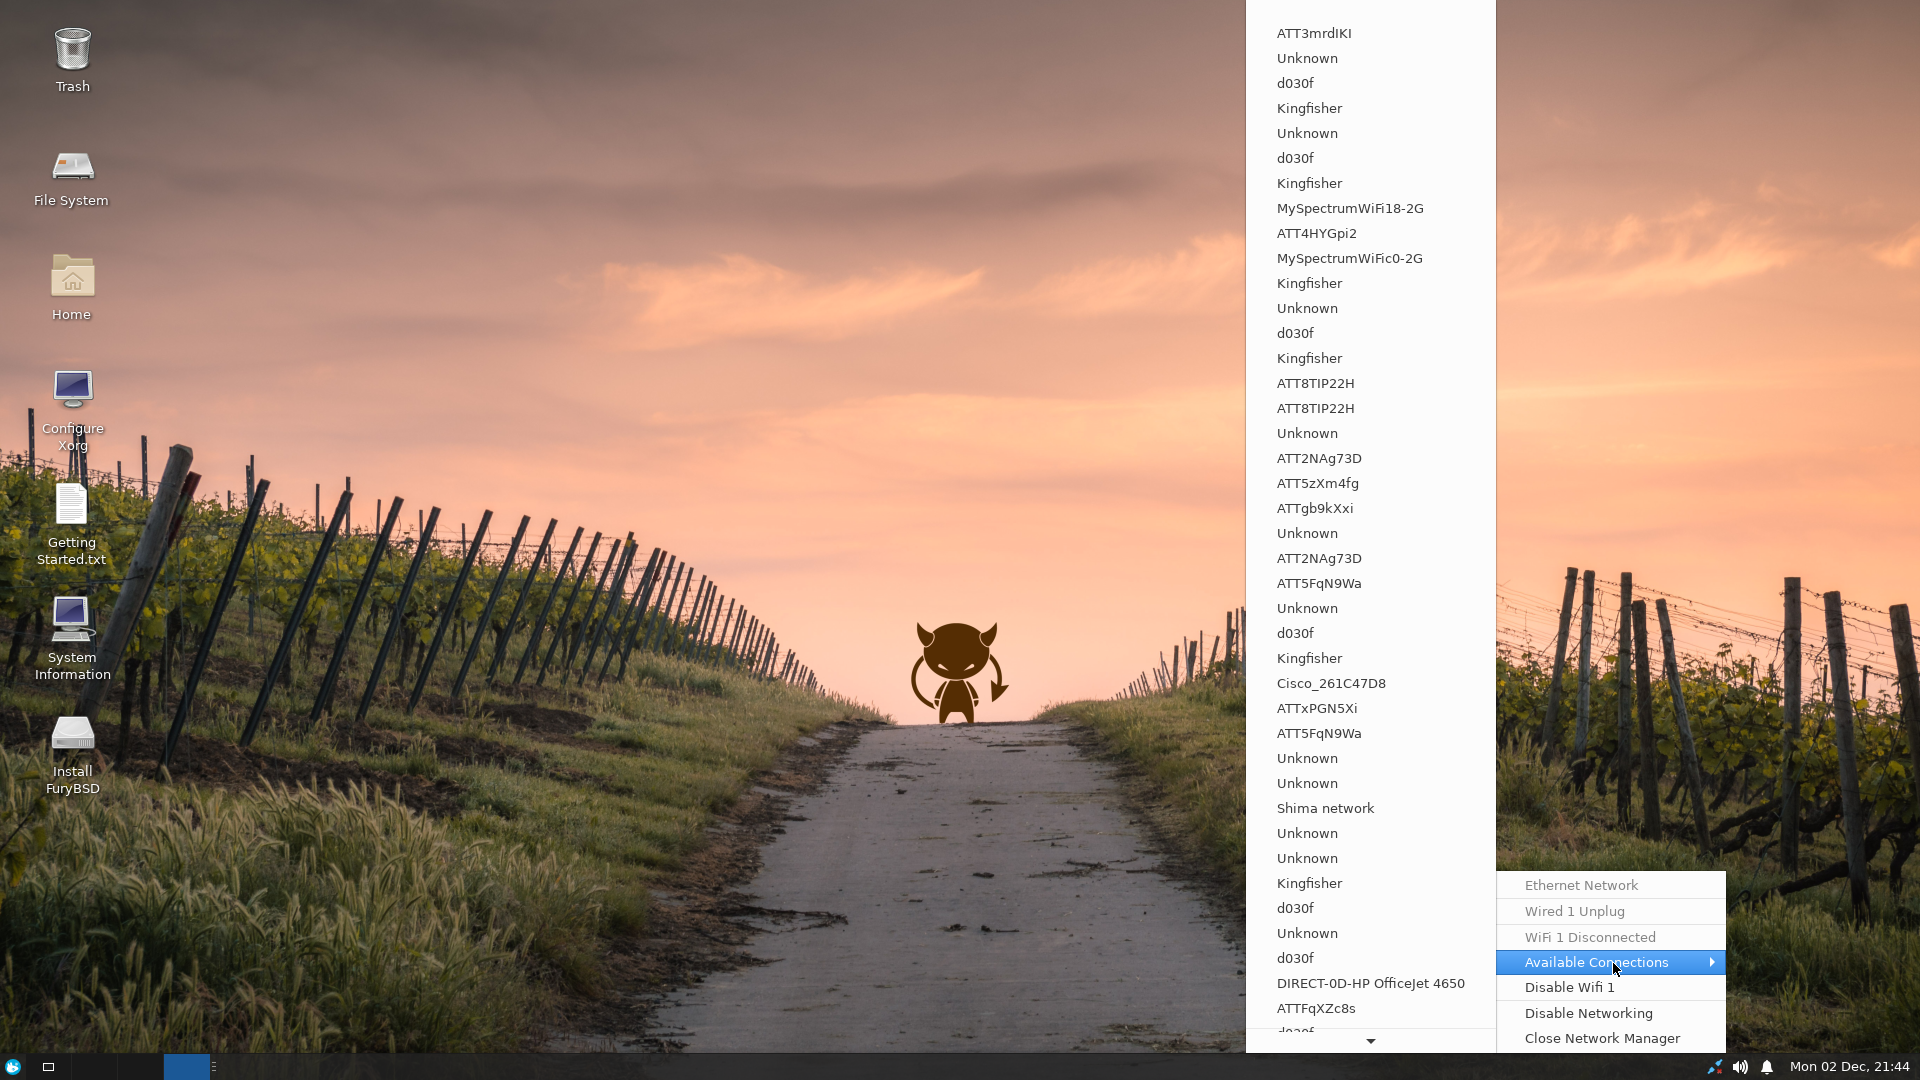 Trash
File System
Home
Configure
Xorg
Getting
Started.txt
System
Information
Install
FuryBSD
ATT3mrdIKI
Unknown
d030f
Kingfisher
Unknown
d030f
Kingfisher
MySpectrumWiFi18-2G
ATT4HYGpi2
MySpectrumWiFic0-2G
Kingfisher
Unknown
d030f
Kingfisher
ATT8TIP22H
ATT8TIP22H
Unknown
ATT2NAg73D
ATT5zXm4fg
ATTgb9kXxi
Unknown
ATT2NAg73D
ATT5FqN9Wa
Unknown
d030f
Kingfisher
Cisco_261C47D8
ATTxPGN5Xi
ATT5FqN9Wa
Unknown
Unknown
Shima network
Unknown
Unknown
Kingfisher
d030f
Unknown
d030f
DIRECT-0D-HP OfficeJet 4650
ATTFqXZc8s
d030f
Ethernet Network
Wired 1 Unplug
WiFi 1 Disconnected
Available Connections
Disable Wifi 1
Disable Networking
Close Network Manager
Mon 02 Dec, 21:44